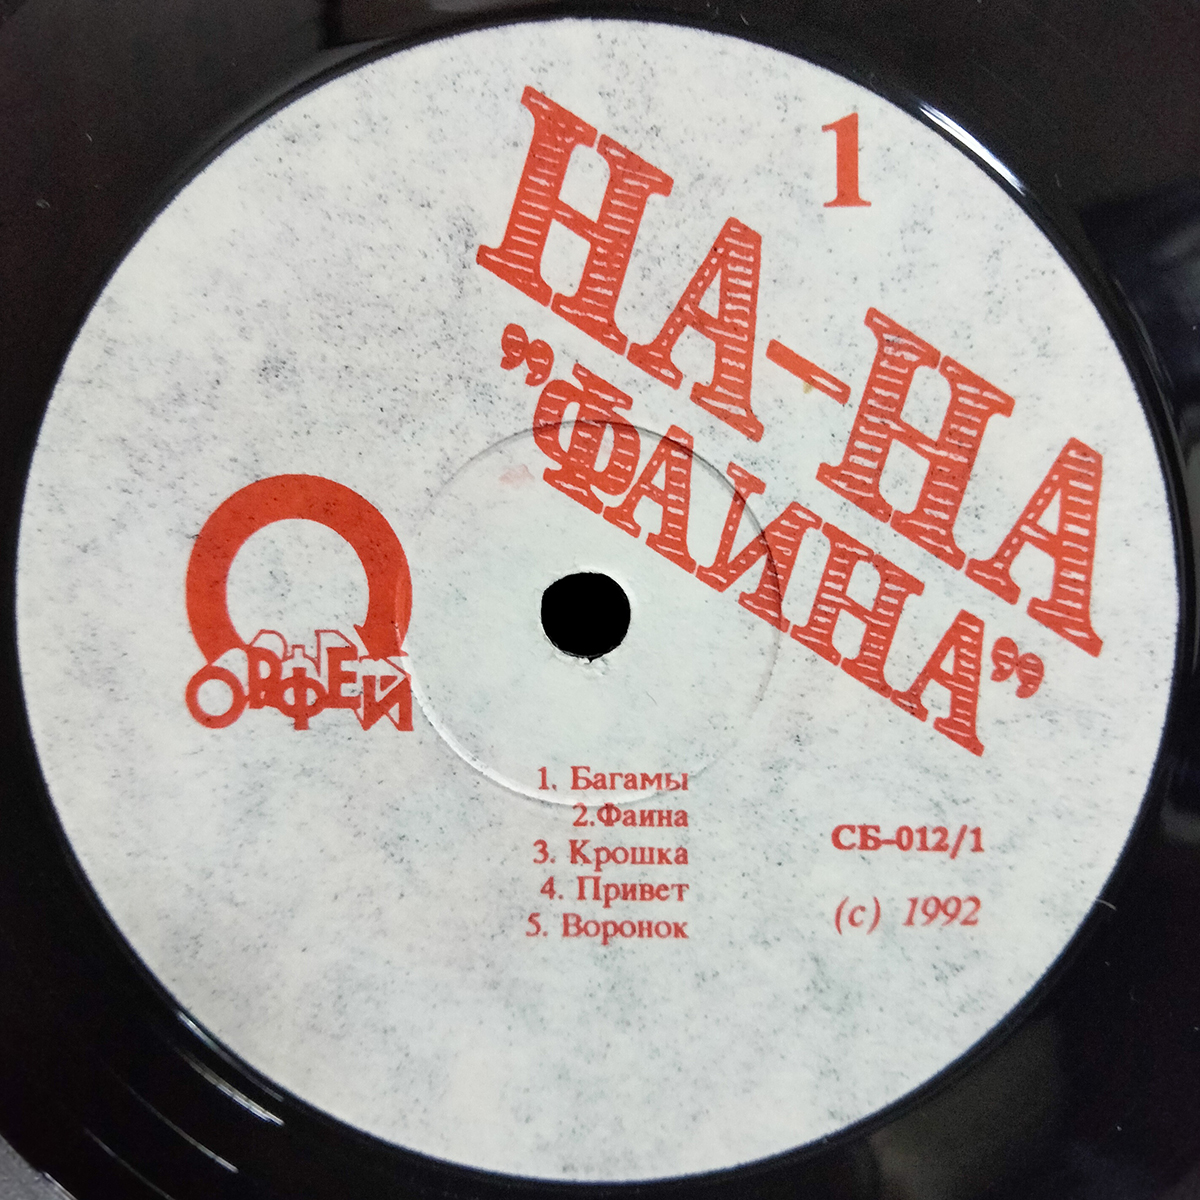 1
НА-НА
"ФАИНА"
ОРФЕЙ
1. Багамы
2.Фаина
3. Крошка
4. Привет
5. Воронок
СБ-012/1
(с) 1992